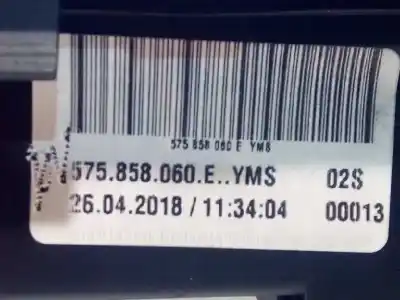 575 858 060 E YMS
575.858.060.E..YMS 02S
26.04.2018 / 11:34:04 00013